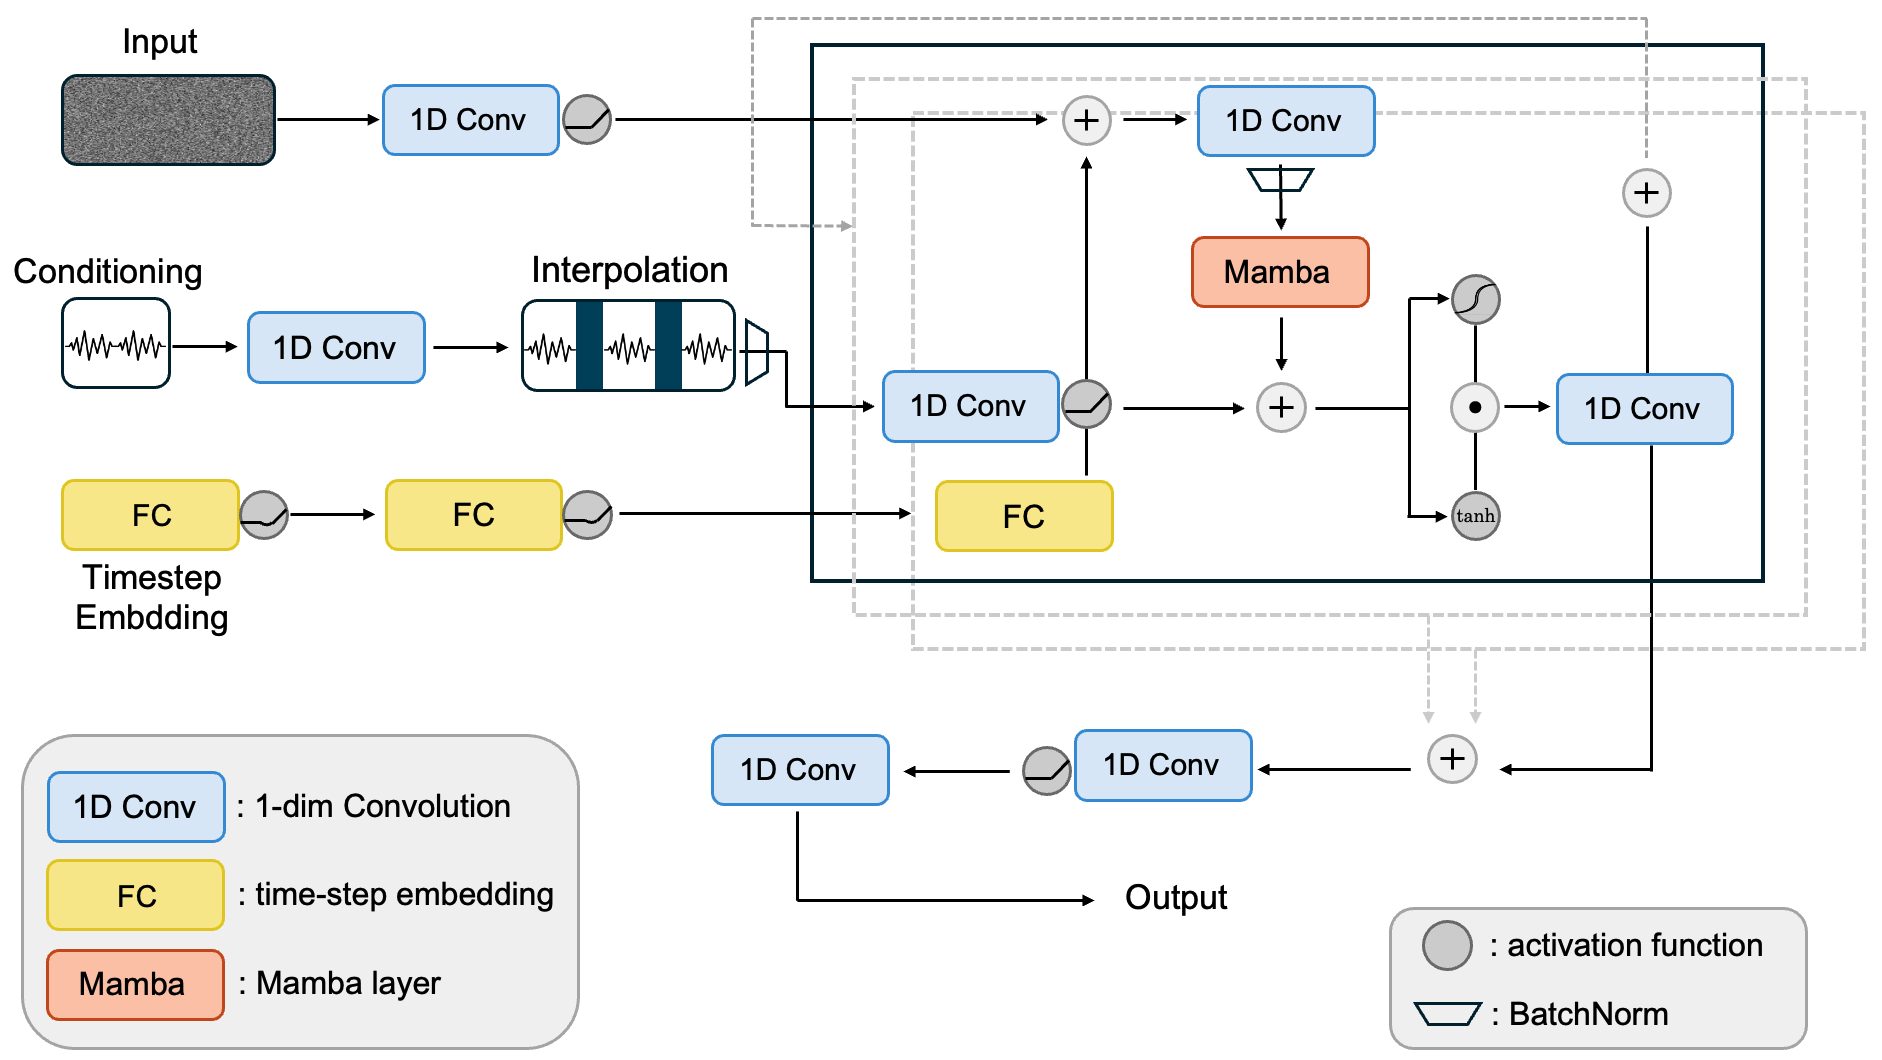 Input
1D Conv
+
1D Conv
+
Conditioning
Interpolation
Mamba
1D Conv
1D Conv
+
1D Conv
FC
FC
FC
tanh
Timestep
Embdding
1D Conv
1D Conv
+
1D Conv
: 1-dim Convolution
FC
: time-step embedding
Mamba
: Mamba layer
Output
: activation function
: BatchNorm